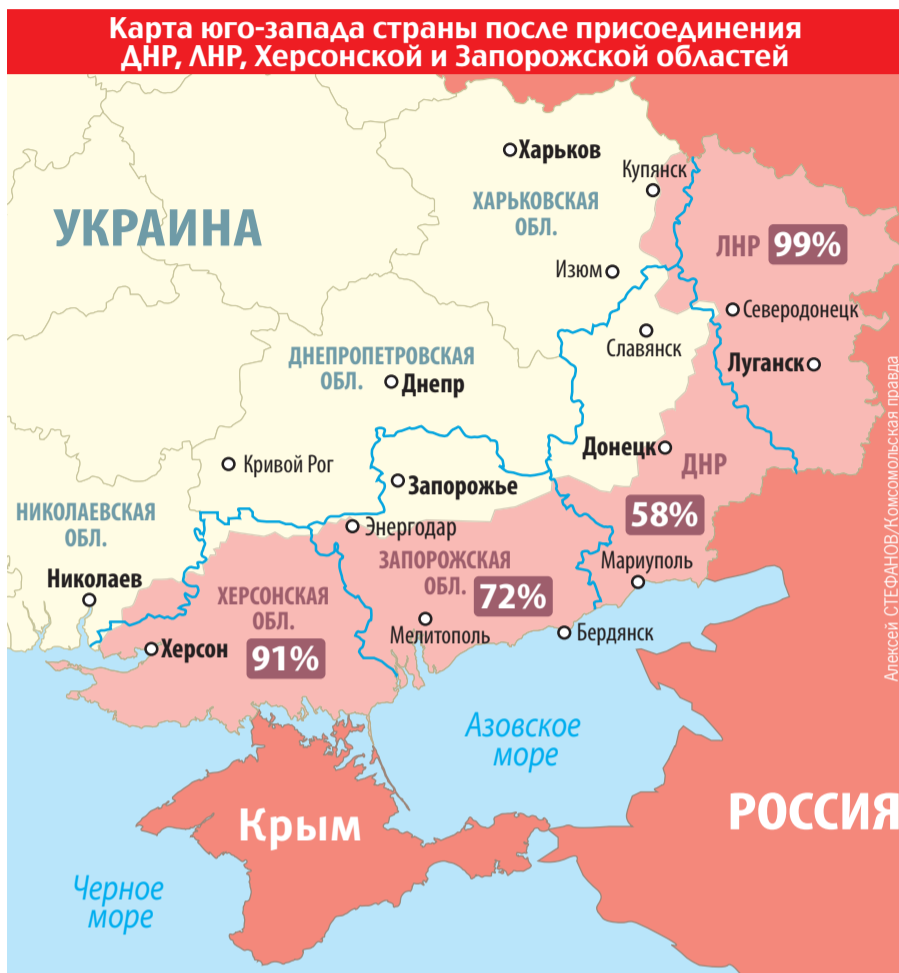 Карта юго-запада страны после присоединения
ДНР, ЛНР, Херсонской и Запорожской областей
Харьков
Купянск
ХАРЬКОВСКАЯ
ОБЛ.
УКРАИНА
ЛНР 99%
Изюм
Северодонецк
Славянск
ДНЕПРОПЕТРОВСКАЯ
ОБЛ.
Днепр
Луганск
Донецк
ДНР
58%
Кривой Рог
Запорожье
НИКОЛАЕВСКАЯ
ОБЛ.
Энергодар
ЗАПОРОЖСКАЯ
ОБЛ. 72%
Мариуполь
Николаев
ХЕРСОНСКАЯ
ОБЛ.
91%
Херсон
Мелитополь
Бердянск
Алексей СТЕФАНОВ/Комсомольская правда
Азовское
море
Крым
РОССИЯ
Черное
море